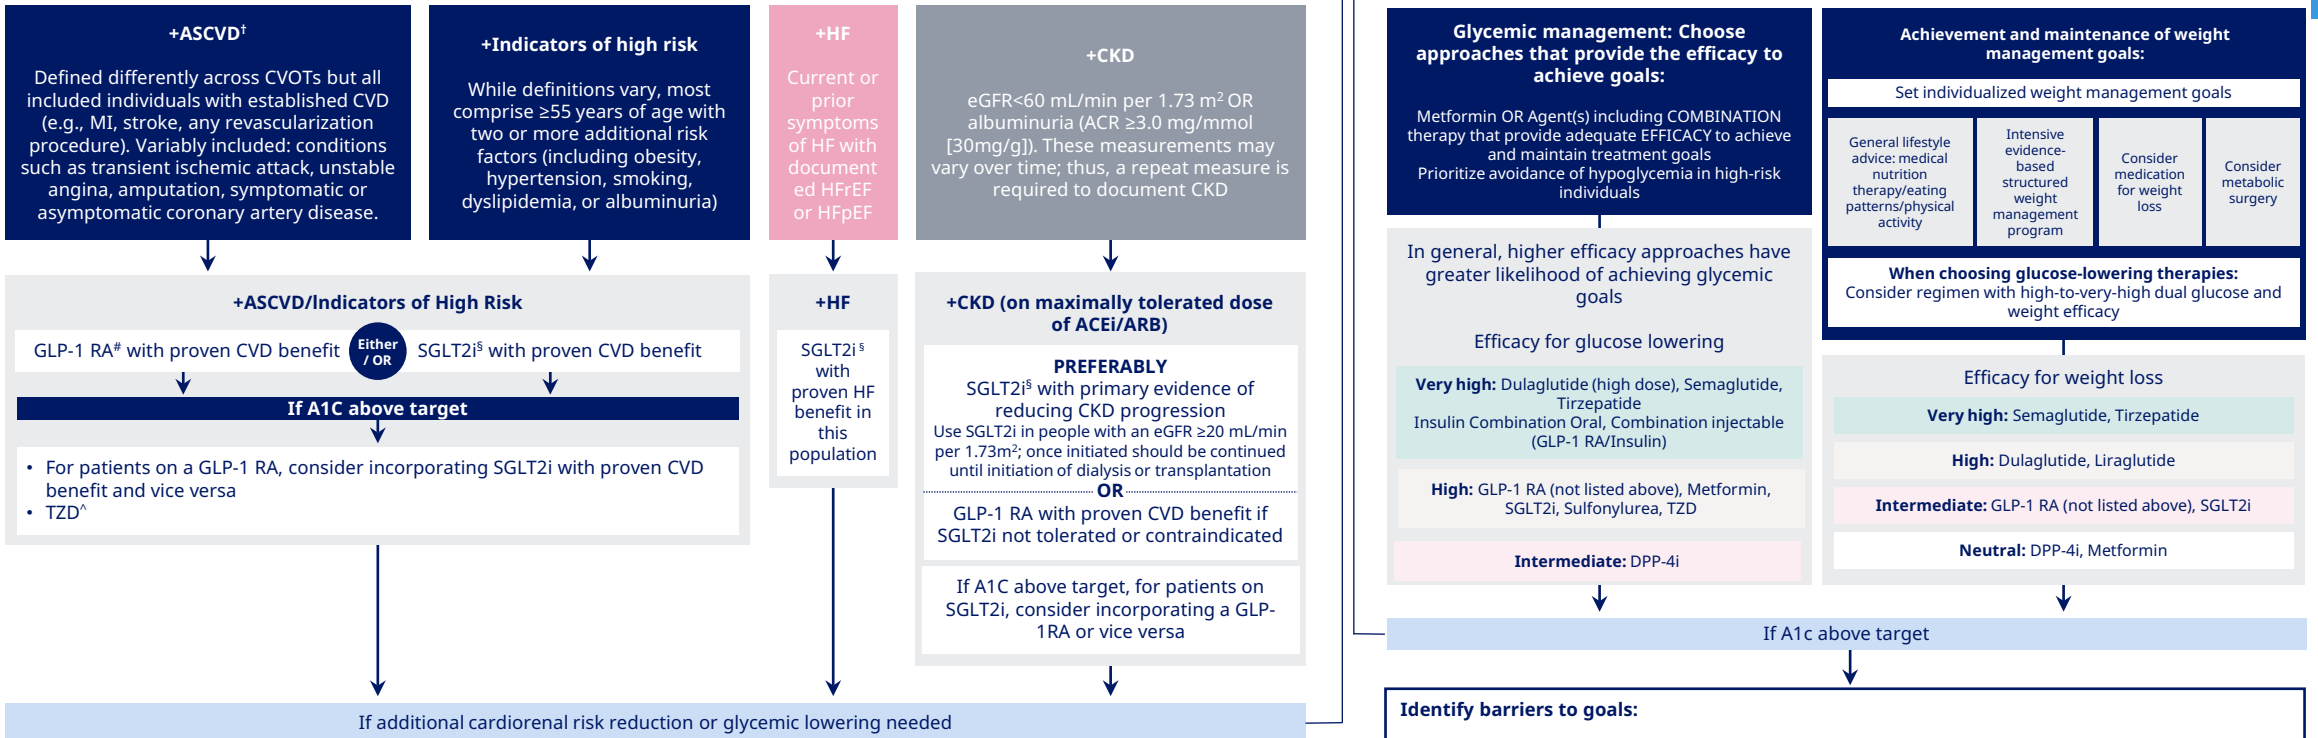 +ASCVD†
Defined differently across CVOTs but all
included individuals with established CVD
(e.g., MI, stroke, any revascularization
procedure). Variably included: conditions
such as transient ischemic attack, unstable
angina, amputation, symptomatic or
asymptomatic coronary artery disease.
+Indicators of high risk
While definitions vary, most
comprise ≥55 years of age with
two or more additional risk
factors (including obesity,
hypertension, smoking,
dyslipidemia, or albuminuria)
+HF
Current or
prior
symptoms
of HF with
document
ed HFrEF
or HFpEF
+CKD
eGFR<60 mL/min per 1.73 m² OR
albuminuria (ACR ≥3.0 mg/mmol
[30mg/g]). These measurements may
vary over time; thus, a repeat measure is
required to document CKD
+ASCVD/Indicators of High Risk
GLP-1 RA# with proven CVD benefit
Either
/ OR
SGLT2i§ with proven CVD benefit
If A1C above target
• For patients on a GLP-1 RA, consider incorporating SGLT2i with proven CVD
benefit and vice versa
• TZD^
+HF
SGLT2i§
with
proven HF
benefit in
this
population
+CKD (on maximally tolerated dose
of ACEi/ARB)
PREFERABLY
SGLT2i§ with primary evidence of
reducing CKD progression
Use SGLT2i in people with an eGFR ≥20 mL/min
per 1.73m²; once initiated should be continued
until initiation of dialysis or transplantation
OR
GLP-1 RA with proven CVD benefit if
SGLT2i not tolerated or contraindicated
If A1C above target, for patients on
SGLT2i, consider incorporating a GLP-
1RA or vice versa
If additional cardiorenal risk reduction or glycemic lowering needed
Glycemic management: Choose
approaches that provide the efficacy to
achieve goals:
Metformin OR Agent(s) including COMBINATION
therapy that provide adequate EFFICACY to achieve
and maintain treatment goals
Prioritize avoidance of hypoglycemia in high-risk
individuals
In general, higher efficacy approaches have
greater likelihood of achieving glycemic
goals
Efficacy for glucose lowering
Very high: Dulaglutide (high dose), Semaglutide,
Tirzepatide
Insulin Combination Oral, Combination injectable
(GLP-1 RA/Insulin)
High: GLP-1 RA (not listed above), Metformin,
SGLT2i, Sulfonylurea, TZD
Intermediate: DPP-4i
Achievement and maintenance of weight
management goals:
Set individualized weight management goals
General lifestyle
advice: medical
nutrition
therapy/eating
patterns/physical
activity
Intensive
evidence-
based
structured
weight
management
program
Consider
medication
for weight
loss
Consider
metabolic
surgery
When choosing glucose-lowering therapies:
Consider regimen with high-to-very-high dual glucose and
weight efficacy
Efficacy for weight loss
Very high: Semaglutide, Tirzepatide
High: Dulaglutide, Liraglutide
Intermediate: GLP-1 RA (not listed above), SGLT2i
Neutral: DPP-4i, Metformin
If A1c above target
Identify barriers to goals: